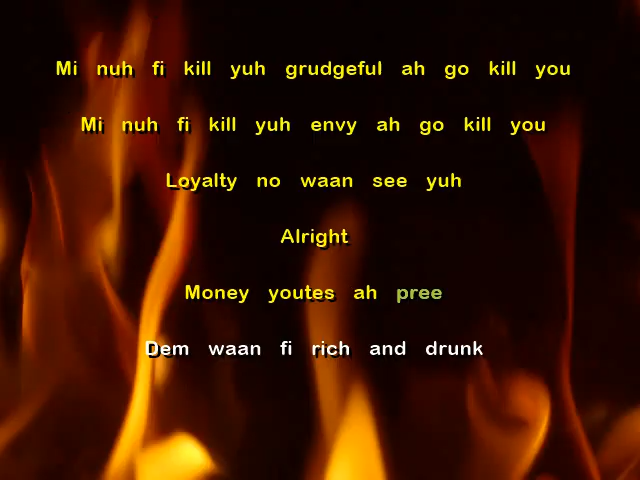 Mi nuh fi kill yuh grudgeful ah go kill you
Mi nuh fi kill yuh envy ah go kill you
Loyalty no waan see yuh
Alright
Money youtes ah pree
Dem waan fi rich and drunk